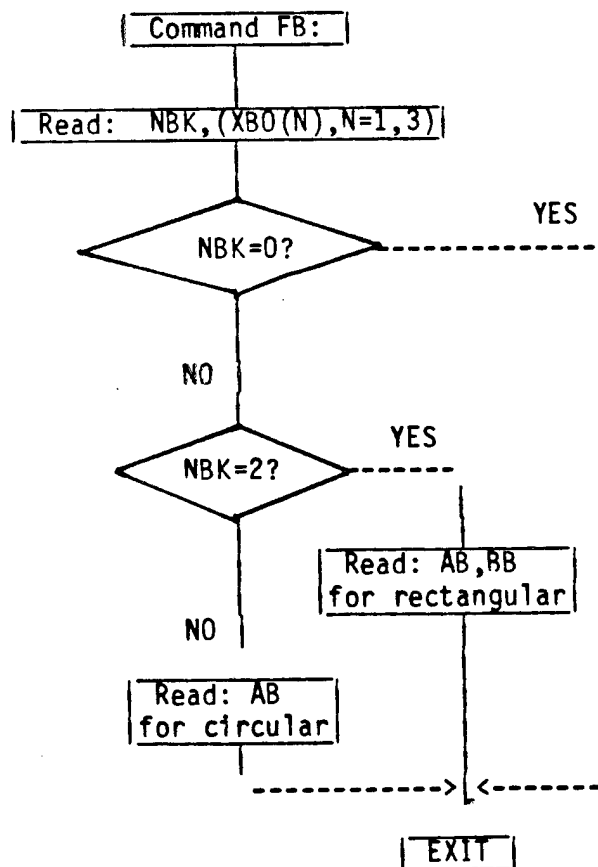 Command FB:
Read: NBK,(XBO(N),N=1,3)
YES
NBK=0?
NO
YES
NBK=2?
Read: AB,BB
for rectangular
NO
Read: AB
for circular
EXIT